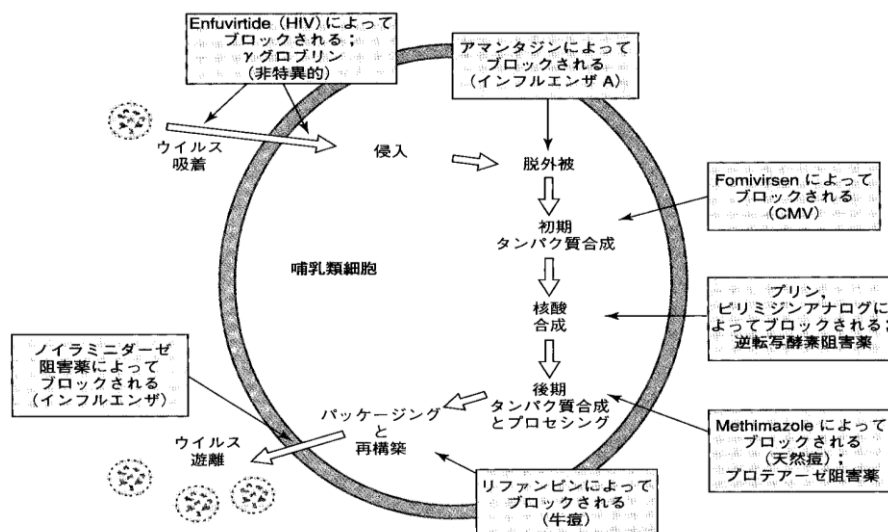 Enfuvirtide (HIV) によって
ブロックされる；
γ グロブリン
(非特異的)
アマンタジンによって
ブロックされる
(インフルエンザ A)
ウイルス
吸着
侵入
脱外被
Fomivirsen によって
ブロックされる
(CMV)
初期
タンパク質合成
哺乳類細胞
核酸
合成
プリン，
ピリミジンアナログに
よってブロックされる；
逆転写酵素阻害薬
ノイラミニダーゼ
阻害薬によって
ブロックされる
(インフルエンザ)
後期
タンパク質合成
とプロセシング
パッケージング
と
再構築
Methimazole によって
ブロックされる
(天然痘)；
プロテアーゼ阻害薬
ウイルス
遊離
リファンピンによって
ブロックされる
(牛痘)